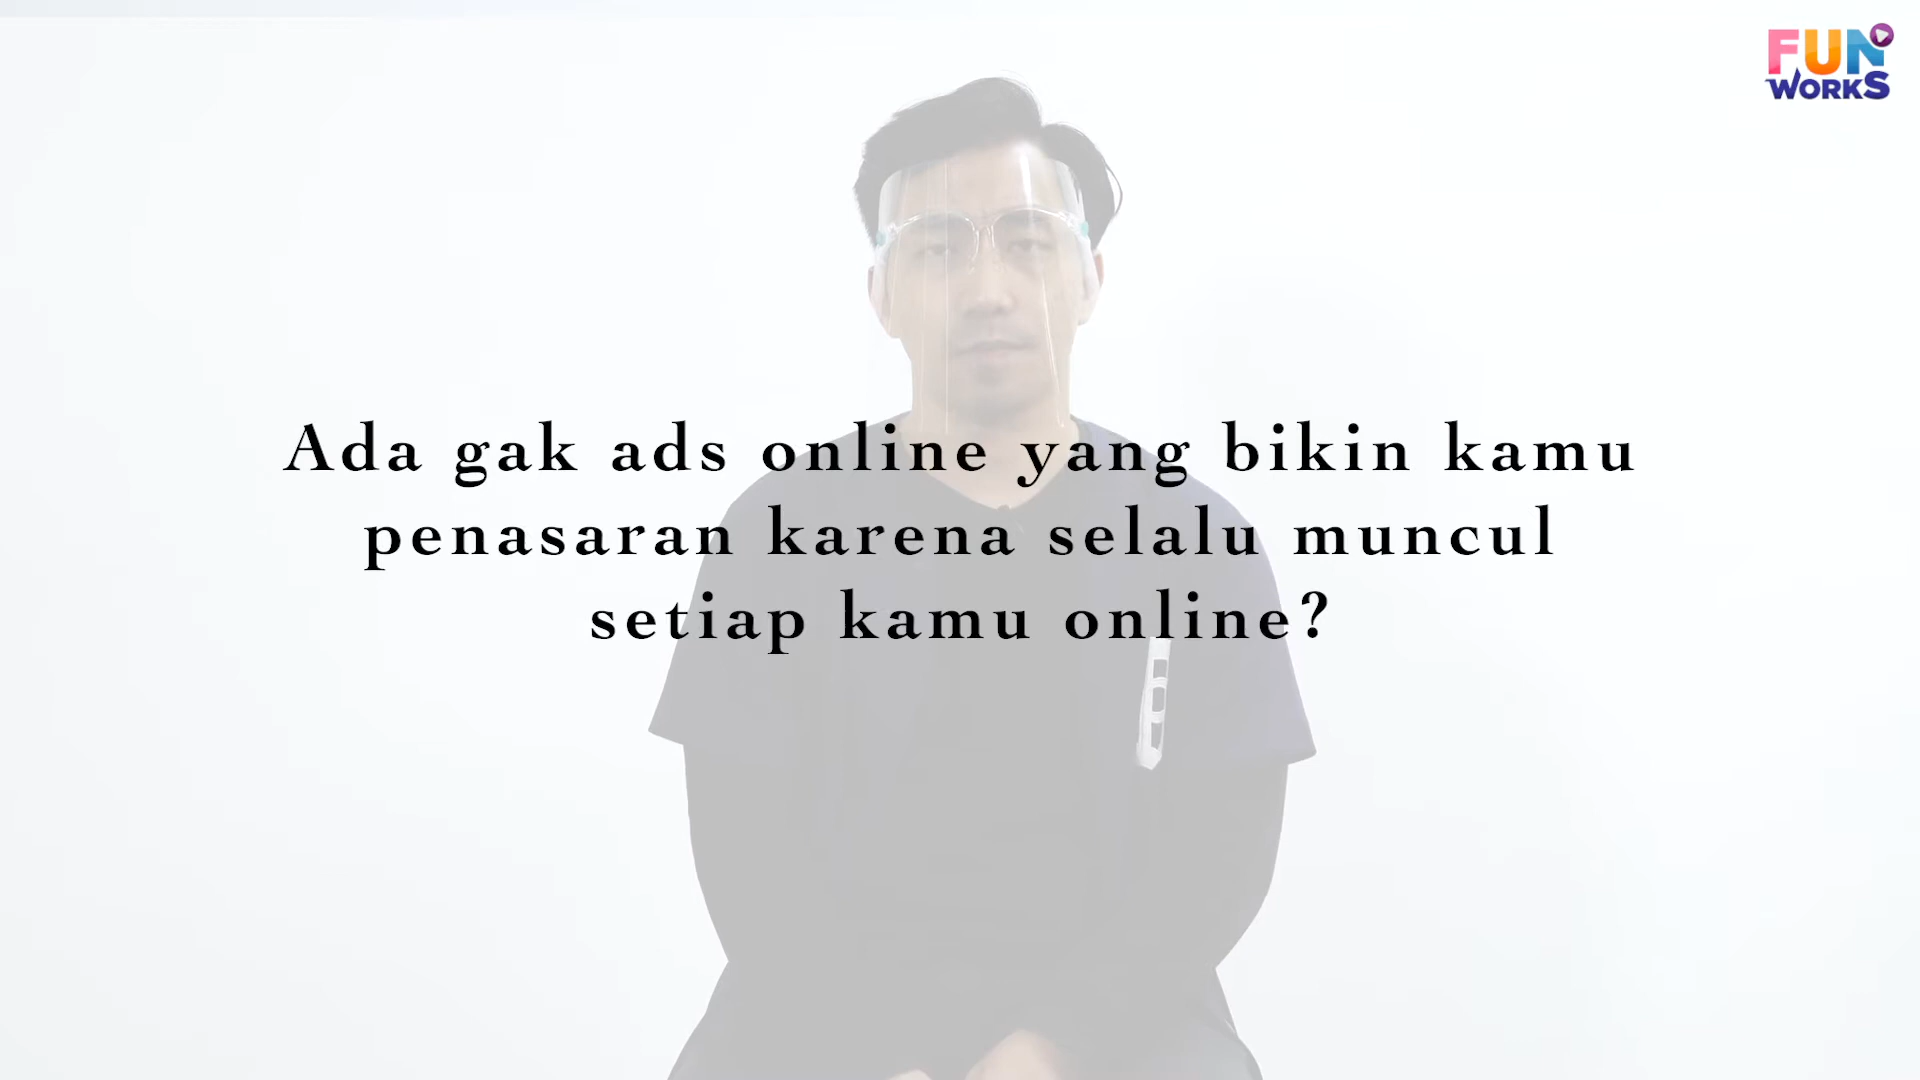 FUN
WORKS
Ada gak ads online yang bikin kamu
penasaran karena selalu muncul
setiap kamu online?